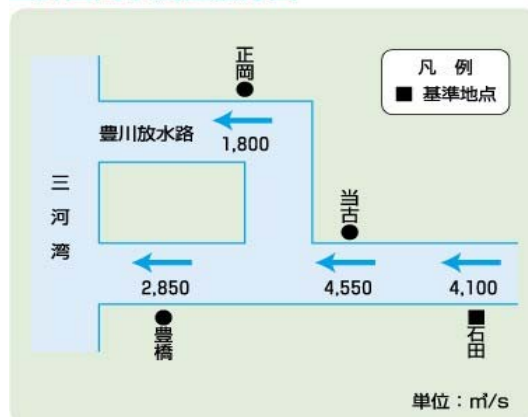 正岡
凡 例
■ 基準地点
豊川放水路
1,800
三河湾
当古
2,850
4,550
4,100
豊橋
石田
単位：㎥/s